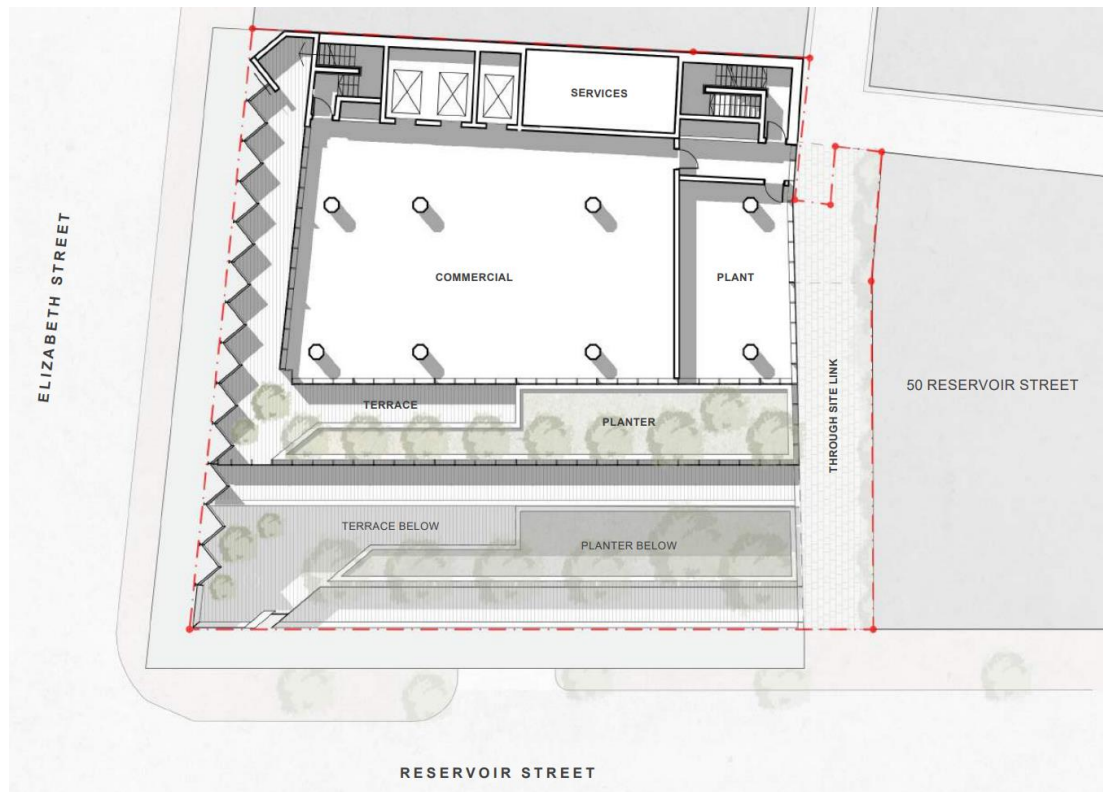 SERVICES
ELIZABETH STREET
COMMERCIAL
PLANT
50 RESERVOIR STREET
TERRACE
PLANTER
THROUGH SITE LINK
TERRACE BELOW
PLANTER BELOW
RESERVOIR STREET